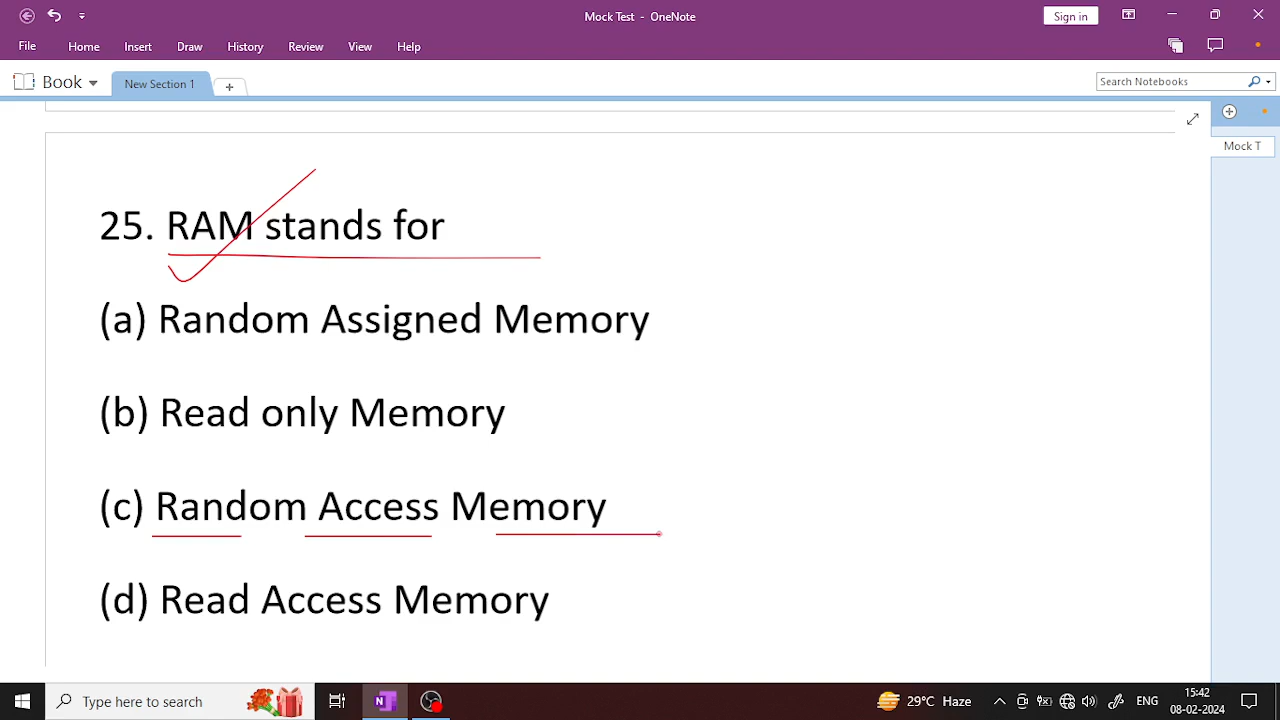 Mock Test - OneNote
Sign in
File Home Insert Draw History Review View Help
Book
New Section 1
+
Search Notebooks
Mock T
25. RAM stands for
(a) Random Assigned Memory
(b) Read only Memory
(c) Random Access Memory
(d) Read Access Memory
Type here to search
N
29°C Haze
ENG
15:42
08-02-2024